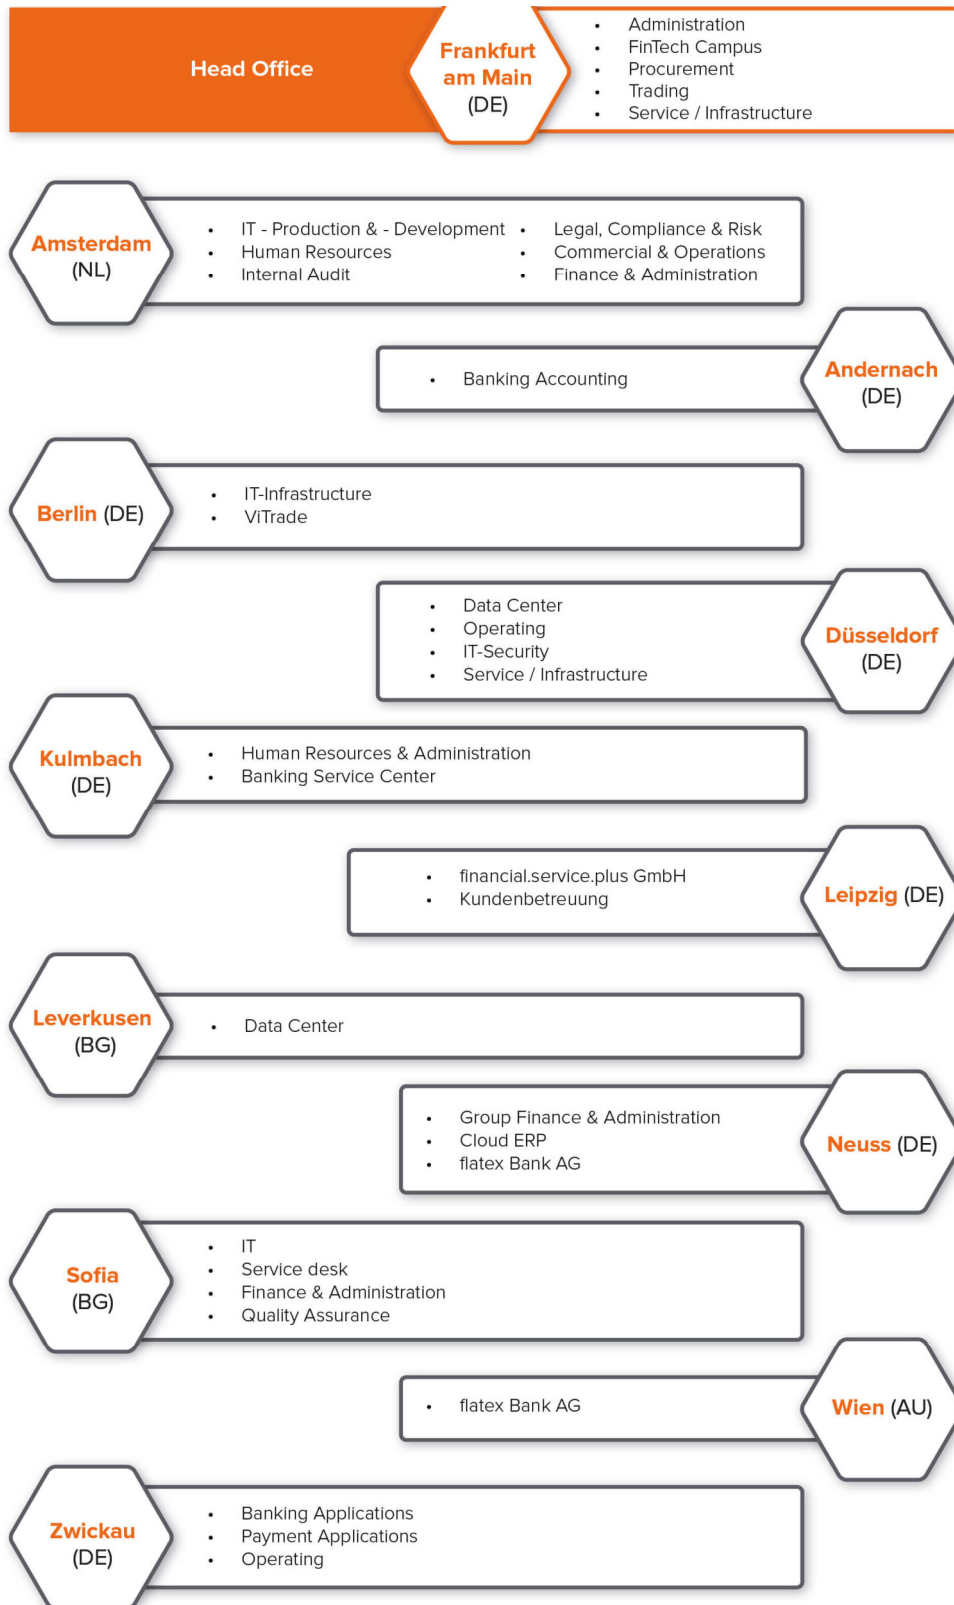 Head Office
Frankfurt
am Main
(DE)
• Administration
• FinTech Campus
• Procurement
• Trading
• Service / Infrastructure
Amsterdam
(NL)
• IT - Production & - Development
• Human Resources
• Internal Audit
• Legal, Compliance & Risk
• Commercial & Operations
• Finance & Administration
• Banking Accounting
Andernach
(DE)
Berlin (DE)
• IT-Infrastructure
• ViTrade
• Data Center
• Operating
• IT-Security
• Service / Infrastructure
Düsseldorf
(DE)
Kulmbach
(DE)
• Human Resources & Administration
• Banking Service Center
• financial.service.plus GmbH
• Kundenbetreuung
Leipzig (DE)
Leverkusen
(BG)
• Data Center
• Group Finance & Administration
• Cloud ERP
• flatex Bank AG
Neuss (DE)
Sofia
(BG)
• IT
• Service desk
• Finance & Administration
• Quality Assurance
• flatex Bank AG
Wien (AU)
Zwickau
(DE)
• Banking Applications
• Payment Applications
• Operating